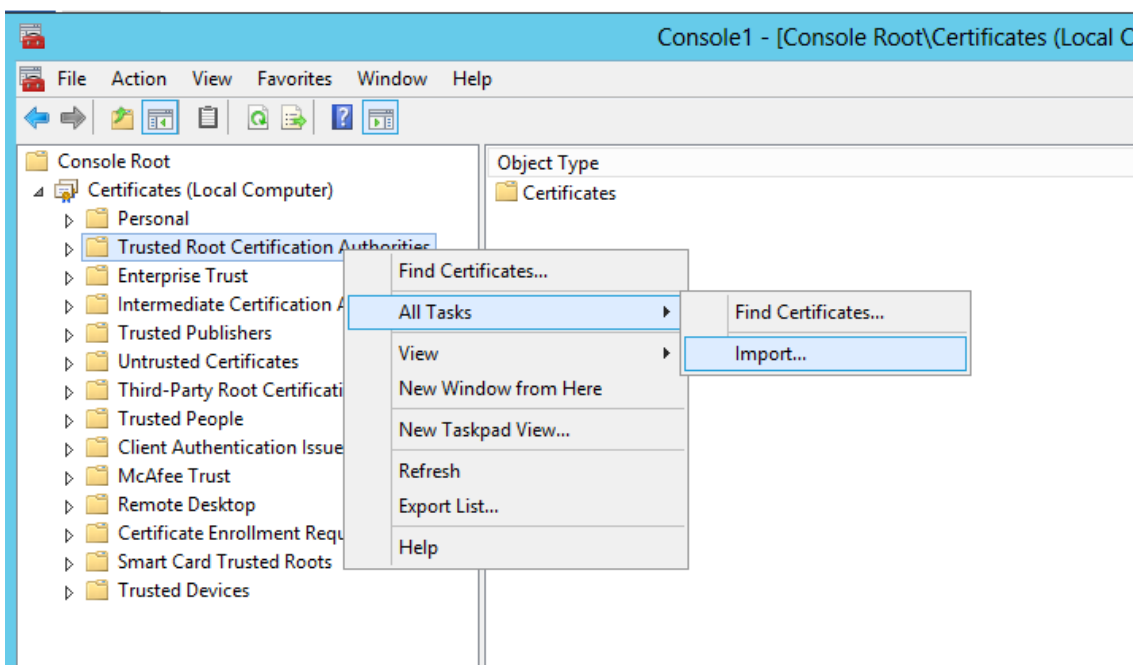 Console1 - [Console Root\Certificates (Local C
File Action View Favorites Window Help
Console Root
Certificates (Local Computer)
Personal
Trusted Root Certification Authorities
Enterprise Trust
Intermediate Certification A
Trusted Publishers
Untrusted Certificates
Third-Party Root Certificati
Trusted People
Client Authentication Issue
McAfee Trust
Remote Desktop
Certificate Enrollment Requ
Smart Card Trusted Roots
Trusted Devices
Object Type
Certificates
Find Certificates...
All Tasks
View
New Window from Here
New Taskpad View...
Refresh
Export List...
Help
Find Certificates...
Import...